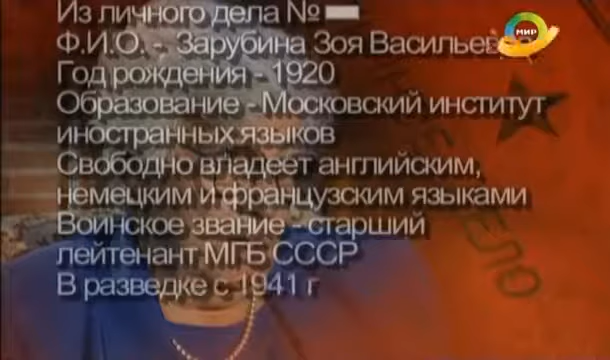 Из личного дела №
Ф.И.О. - Зарубина Зоя Васильевна
МИР
Год рождения - 1920
Образование - Московский институт
иностранных языков
Свободно владеет английским,
немецким и французским языками
Воинское звание - старший
лейтенант МГБ СССР
В разведке с 1941 г
ДЕЛО